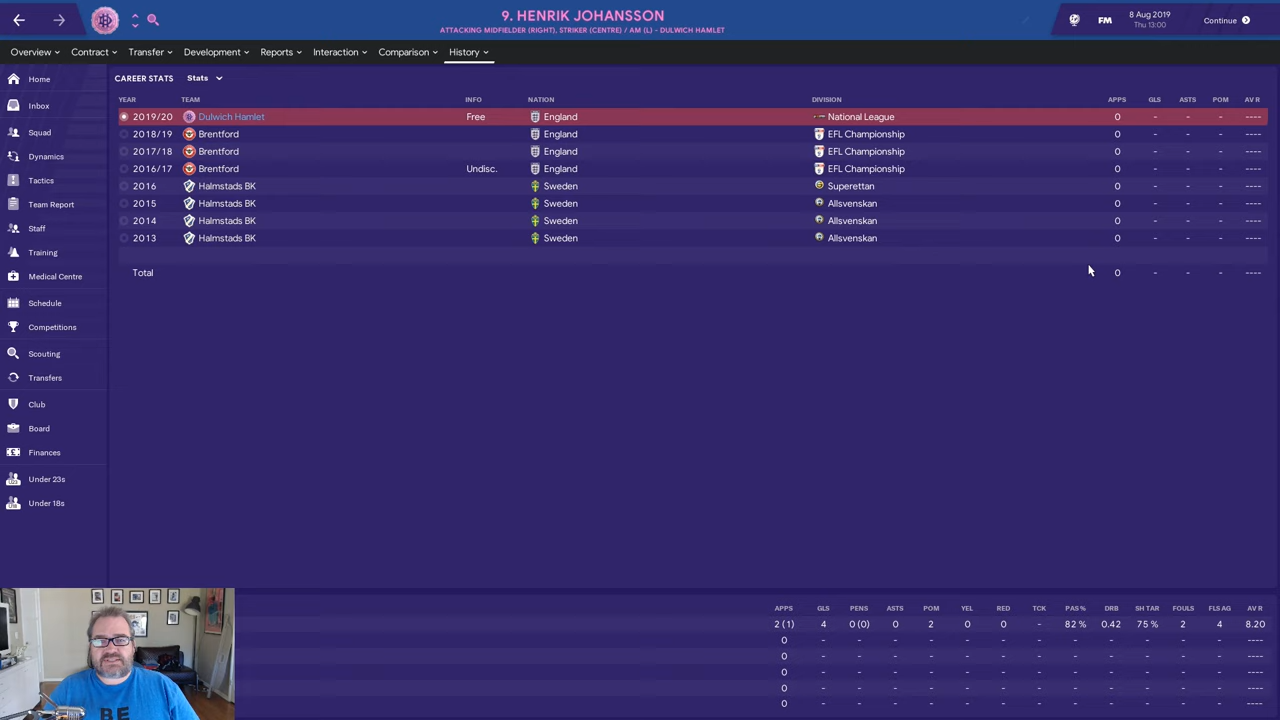 9. HENRIK JOHANSSON
ATTACKING MIDFIELDER (RIGHT), STRIKER (CENTRE) / AM (L) - DULWICH HAMLET
FM
8 Aug 2019
Thu 13:00
Continue
Overview Contract Transfer Development Reports Interaction Comparison History
Home
Inbox
Squad
Dynamics
Tactics
Team Report
Staff
Training
Medical Centre
Schedule
Competitions
Scouting
Transfers
Club
Board
Finances
Under 23s
Under 18s
CAREER STATS Stats
YEAR TEAM INFO NATION DIVISION APPS GLS ASTS POM AV R
2019/20 Dulwich Hamlet Free England National League 0 - - - ----
2018/19 Brentford England EFL Championship 0 - - - ----
2017/18 Brentford England EFL Championship 0 - - - ----
2016/17 Brentford Undisc. England EFL Championship 0 - - - ----
2016 Halmstads BK Sweden Superettan 0 - - - ----
2015 Halmstads BK Sweden Allsvenskan 0 - - - ----
2014 Halmstads BK Sweden Allsvenskan 0 - - - ----
2013 Halmstads BK Sweden Allsvenskan 0 - - - ----
Total 0 - - - ----
APPS GLS PENS ASTS POM YEL RED TCK PAS % DRB SH TAR FOULS FLS AG AV R
2 (1) 4 0 (0) 0 2 0 0 - 82 % 0.42 75 % 2 4 8.20
0 - - - - - - - - - - - - ----
0 - - - - - - - - - - - - ----
0 - - - - - - - - - - - - ----
0 - - - - - - - - - - - - ----
0 - - - - - - - - - - - - ----
BE